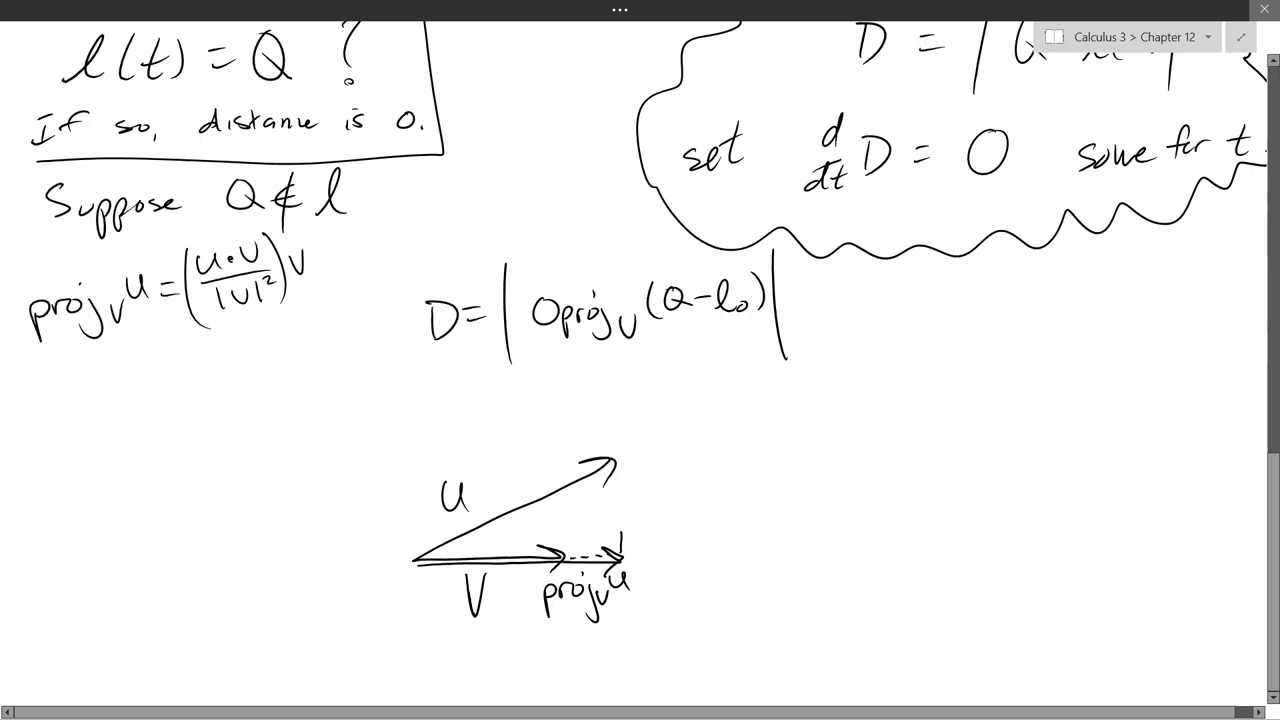 Calculus 3 > Chapter 12
l(t) = Q ?
If so, distance is 0.
D = | Q
set d/dt D = 0 solve for t.
Suppose Q ∉ l
proj_v u = (u • v / |v|²) v
D = | Oproj_v (Q - l₀) |
u
v
proj_v u